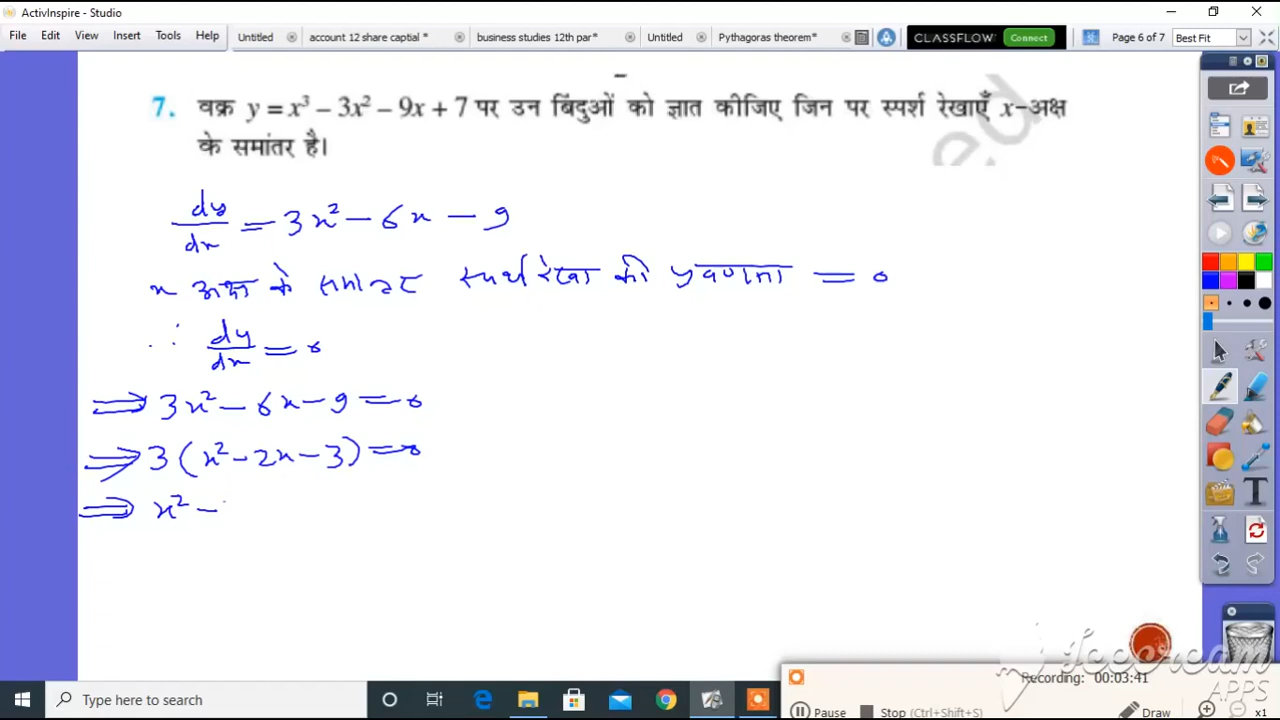 ActivInspire - Studio
File Edit View Insert Tools Help Untitled account 12 share captial * business studies 12th par* Untitled Pythagoras theorem* CLASSFLOW Connect Page 6 of 7 Best Fit
7. वक्र y = x³ – 3x² – 9x + 7 पर उन बिंदुओं को ज्ञात कीजिए जिन पर स्पर्श रेखाएँ x-अक्ष
के समांतर है।
dy/dx = 3x² – 6x – 9
x अक्ष के समान्तर स्पर्श रेखा की प्रवणता = 0
∴ dy/dx = 0
⟹ 3x² – 6x – 9 = 0
⟹ 3(x² – 2x – 3) = 0
⟹ x² –
Icecream
APPS
Recording: 00:03:41
Pause Stop (Ctrl+Shift+S) Draw x1
Type here to search